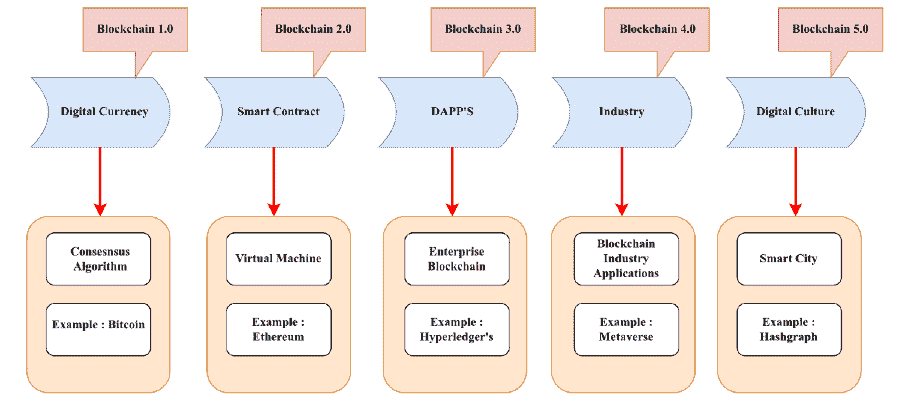 Blockchain 1.0
Blockchain 2.0
Blockchain 3.0
Blockchain 4.0
Blockchain 5.0
Digital Currency
Smart Contract
DAPP'S
Industry
Digital Culture
Consesnsus
Algorithm
Virtual Machine
Enterprise
Blockchain
Blockchain
Industry
Applications
Smart City
Example : Bitcoin
Example :
Ethereum
Example :
Hyperledger's
Example :
Metaverse
Example :
Hashgraph